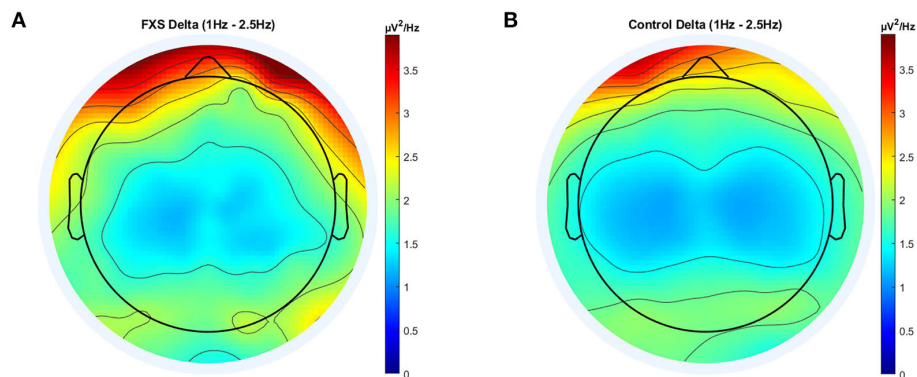 A
FXS Delta (1Hz - 2.5Hz)
µV²/Hz
3.5
3
2.5
2
1.5
1
0.5
0
B
Control Delta (1Hz - 2.5Hz)
µV²/Hz
3.5
3
2.5
2
1.5
1
0.5
0